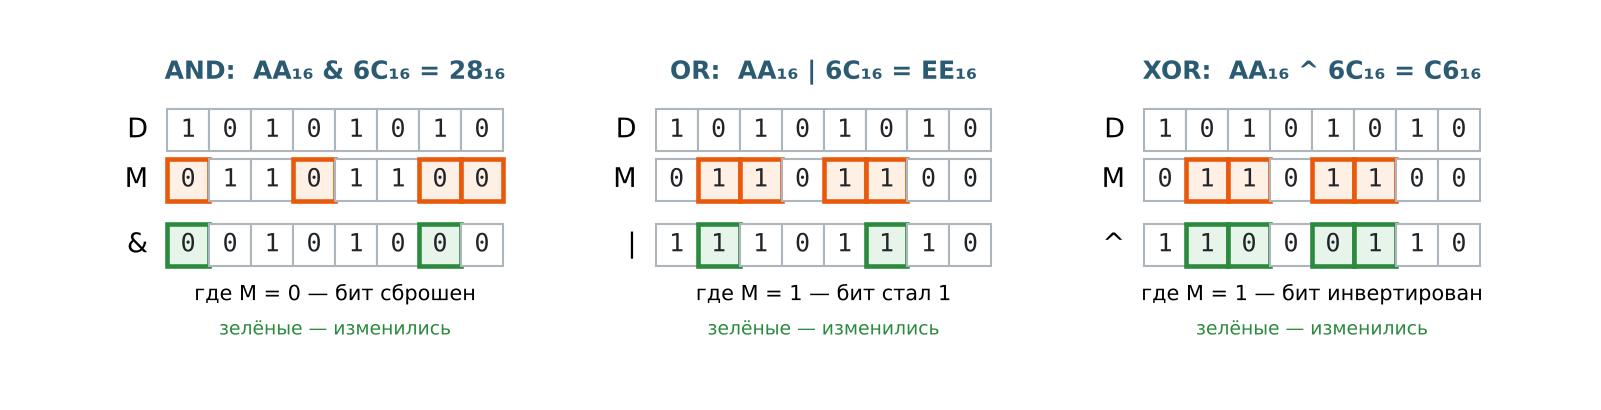 AND: AA₁₆ & 6C₁₆ = 28₁₆
D 1 0 1 0 1 0 1 0
M 0 1 1 0 1 1 0 0
& 0 0 1 0 1 0 0 0
где M = 0 — бит сброшен
зелёные — изменились
OR: AA₁₆ | 6C₁₆ = EE₁₆
D 1 0 1 0 1 0 1 0
M 0 1 1 0 1 1 0 0
| 1 1 1 0 1 1 1 0
где M = 1 — бит стал 1
зелёные — изменились
XOR: AA₁₆ ^ 6C₁₆ = C6₁₆
D 1 0 1 0 1 0 1 0
M 0 1 1 0 1 1 0 0
^ 1 1 0 0 0 1 1 0
где M = 1 — бит инвертирован
зелёные — изменились